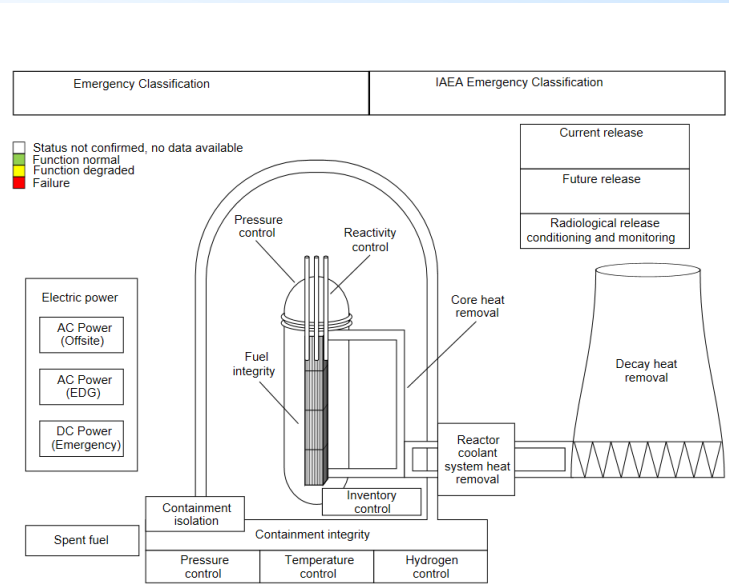 Emergency Classification
IAEA Emergency Classification
Current release
Future release
Radiological release
conditioning and monitoring
Status not confirmed, no data available
Function normal
Function degraded
Failure
Pressure
control
Reactivity
control
Electric power
AC Power
(Offsite)
AC Power
(EDG)
DC Power
(Emergency)
Core heat
removal
Fuel
integrity
Decay heat
removal
Reactor
coolant
system heat
removal
Inventory
control
Containment
isolation
Containment integrity
Spent fuel
Pressure
control
Temperature
control
Hydrogen
control